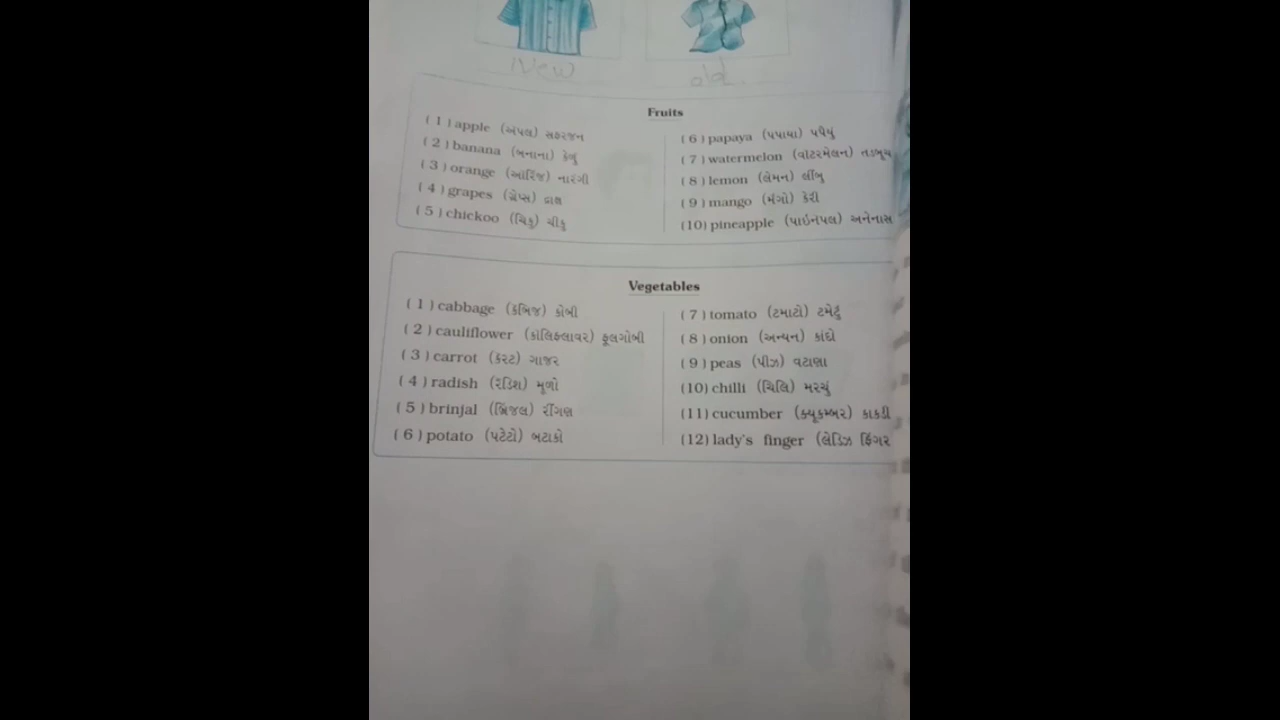 New
old
Fruits
( 1 ) apple (ઍપલ) સફરજન
( 2 ) banana (બનાના) કેળું
( 3 ) orange (ઑરિંજ) નારંગી
( 4 ) grapes (ગ્રેપ્સ) દ્રાક્ષ
( 5 ) chickoo (ચિકુ) ચીકુ
( 6 ) papaya (પપાયા) પપૈયું
( 7 ) watermelon (વૉટરમેલન) તડબૂચ
( 8 ) lemon (લેમન) લીંબુ
( 9 ) mango (મૅંગો) કેરી
(10) pineapple (પાઇનૅપલ) અનેનાસ
Vegetables
( 1 ) cabbage (કૅબિજ) કોબી
( 2 ) cauliflower (કૉલિફ્લાવર) ફૂલગોબી
( 3 ) carrot (કૅરટ) ગાજર
( 4 ) radish (રૅડિશ) મૂળો
( 5 ) brinjal (બ્રિંજલ) રીંગણ
( 6 ) potato (પટેટો) બટાકો
( 7 ) tomato (ટમાટો) ટમેટું
( 8 ) onion (અન્યન) કાંદો
( 9 ) peas (પીઝ) વટાણા
(10) chilli (ચિલિ) મરચું
(11) cucumber (ક્યૂકમ્બર) કાકડી
(12) lady's finger (લેડિઝ ફિંગર